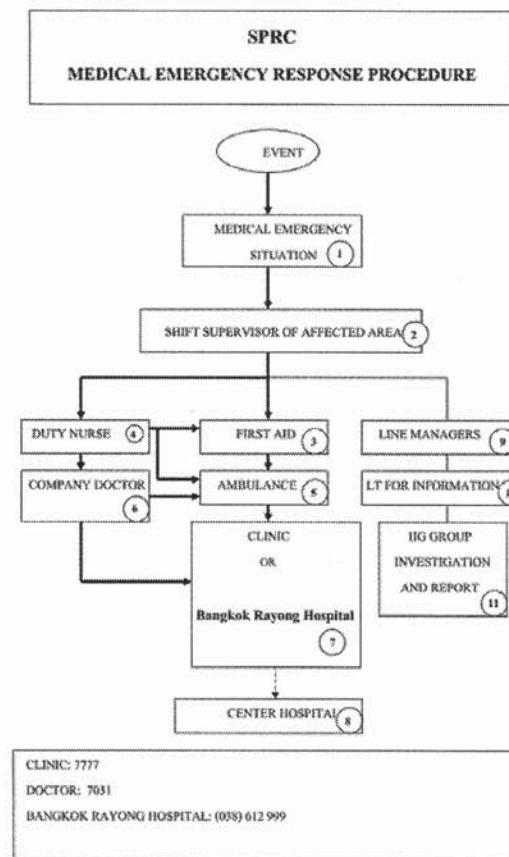 SPRC
MEDICAL EMERGENCY RESPONSE PROCEDURE
EVENT
MEDICAL EMERGENCY
SITUATION 1
SHIFT SUPERVISOR OF AFFECTED AREA 2
DUTY NURSE 4
FIRST AID 3
LINE MANAGERS 9
COMPANY DOCTOR
6
AMBULANCE 5
LT FOR INFORMATION
CLINIC
OR
Bangkok Rayong Hospital
7
IIG GROUP
INVESTIGATION
AND REPORT
11
CENTER HOSPITAL 8
CLINIC: 7777
DOCTOR: 7031
BANGKOK RAYONG HOSPITAL: (038) 612 999